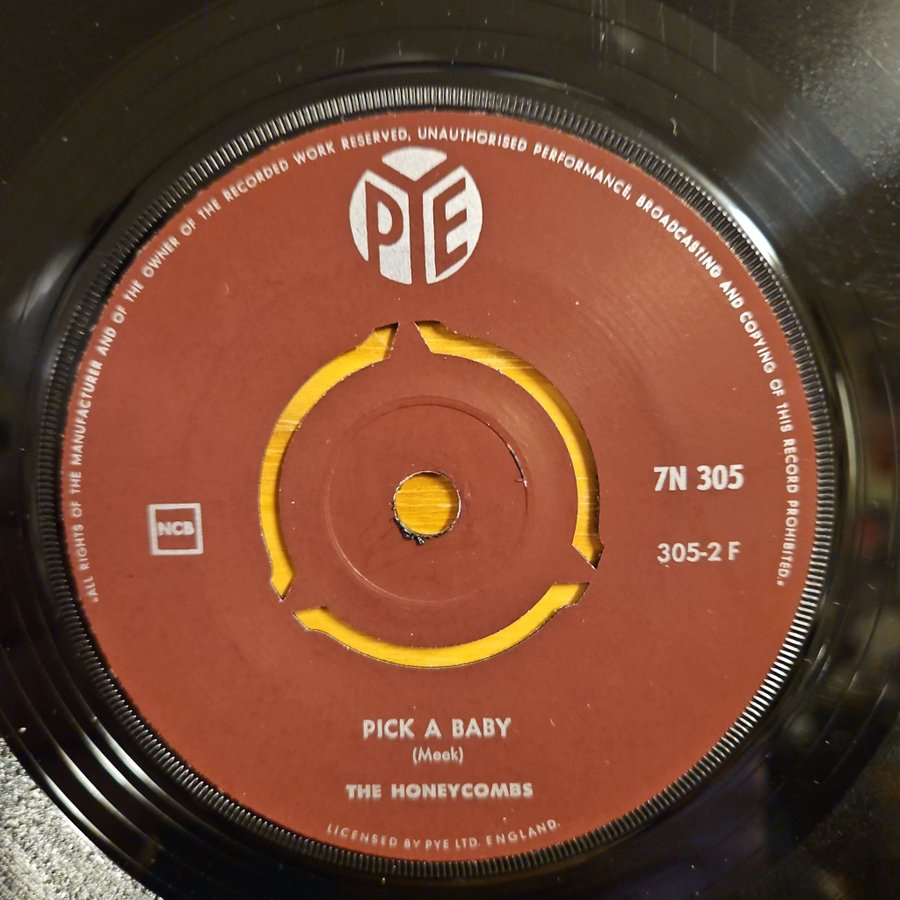 •ALL RIGHTS OF THE MANUFACTURER AND OF THE OWNER OF THE RECORDED WORK RESERVED, UNAUTHORISED PERFORMANCE, BROADCASTING AND COPYING OF THIS RECORD PROHIBITED.•
PYE
7N 305
NCB
305-2 F
PICK A BABY
(Meek)
THE HONEYCOMBS
LICENSED BY PYE LTD. ENGLAND.